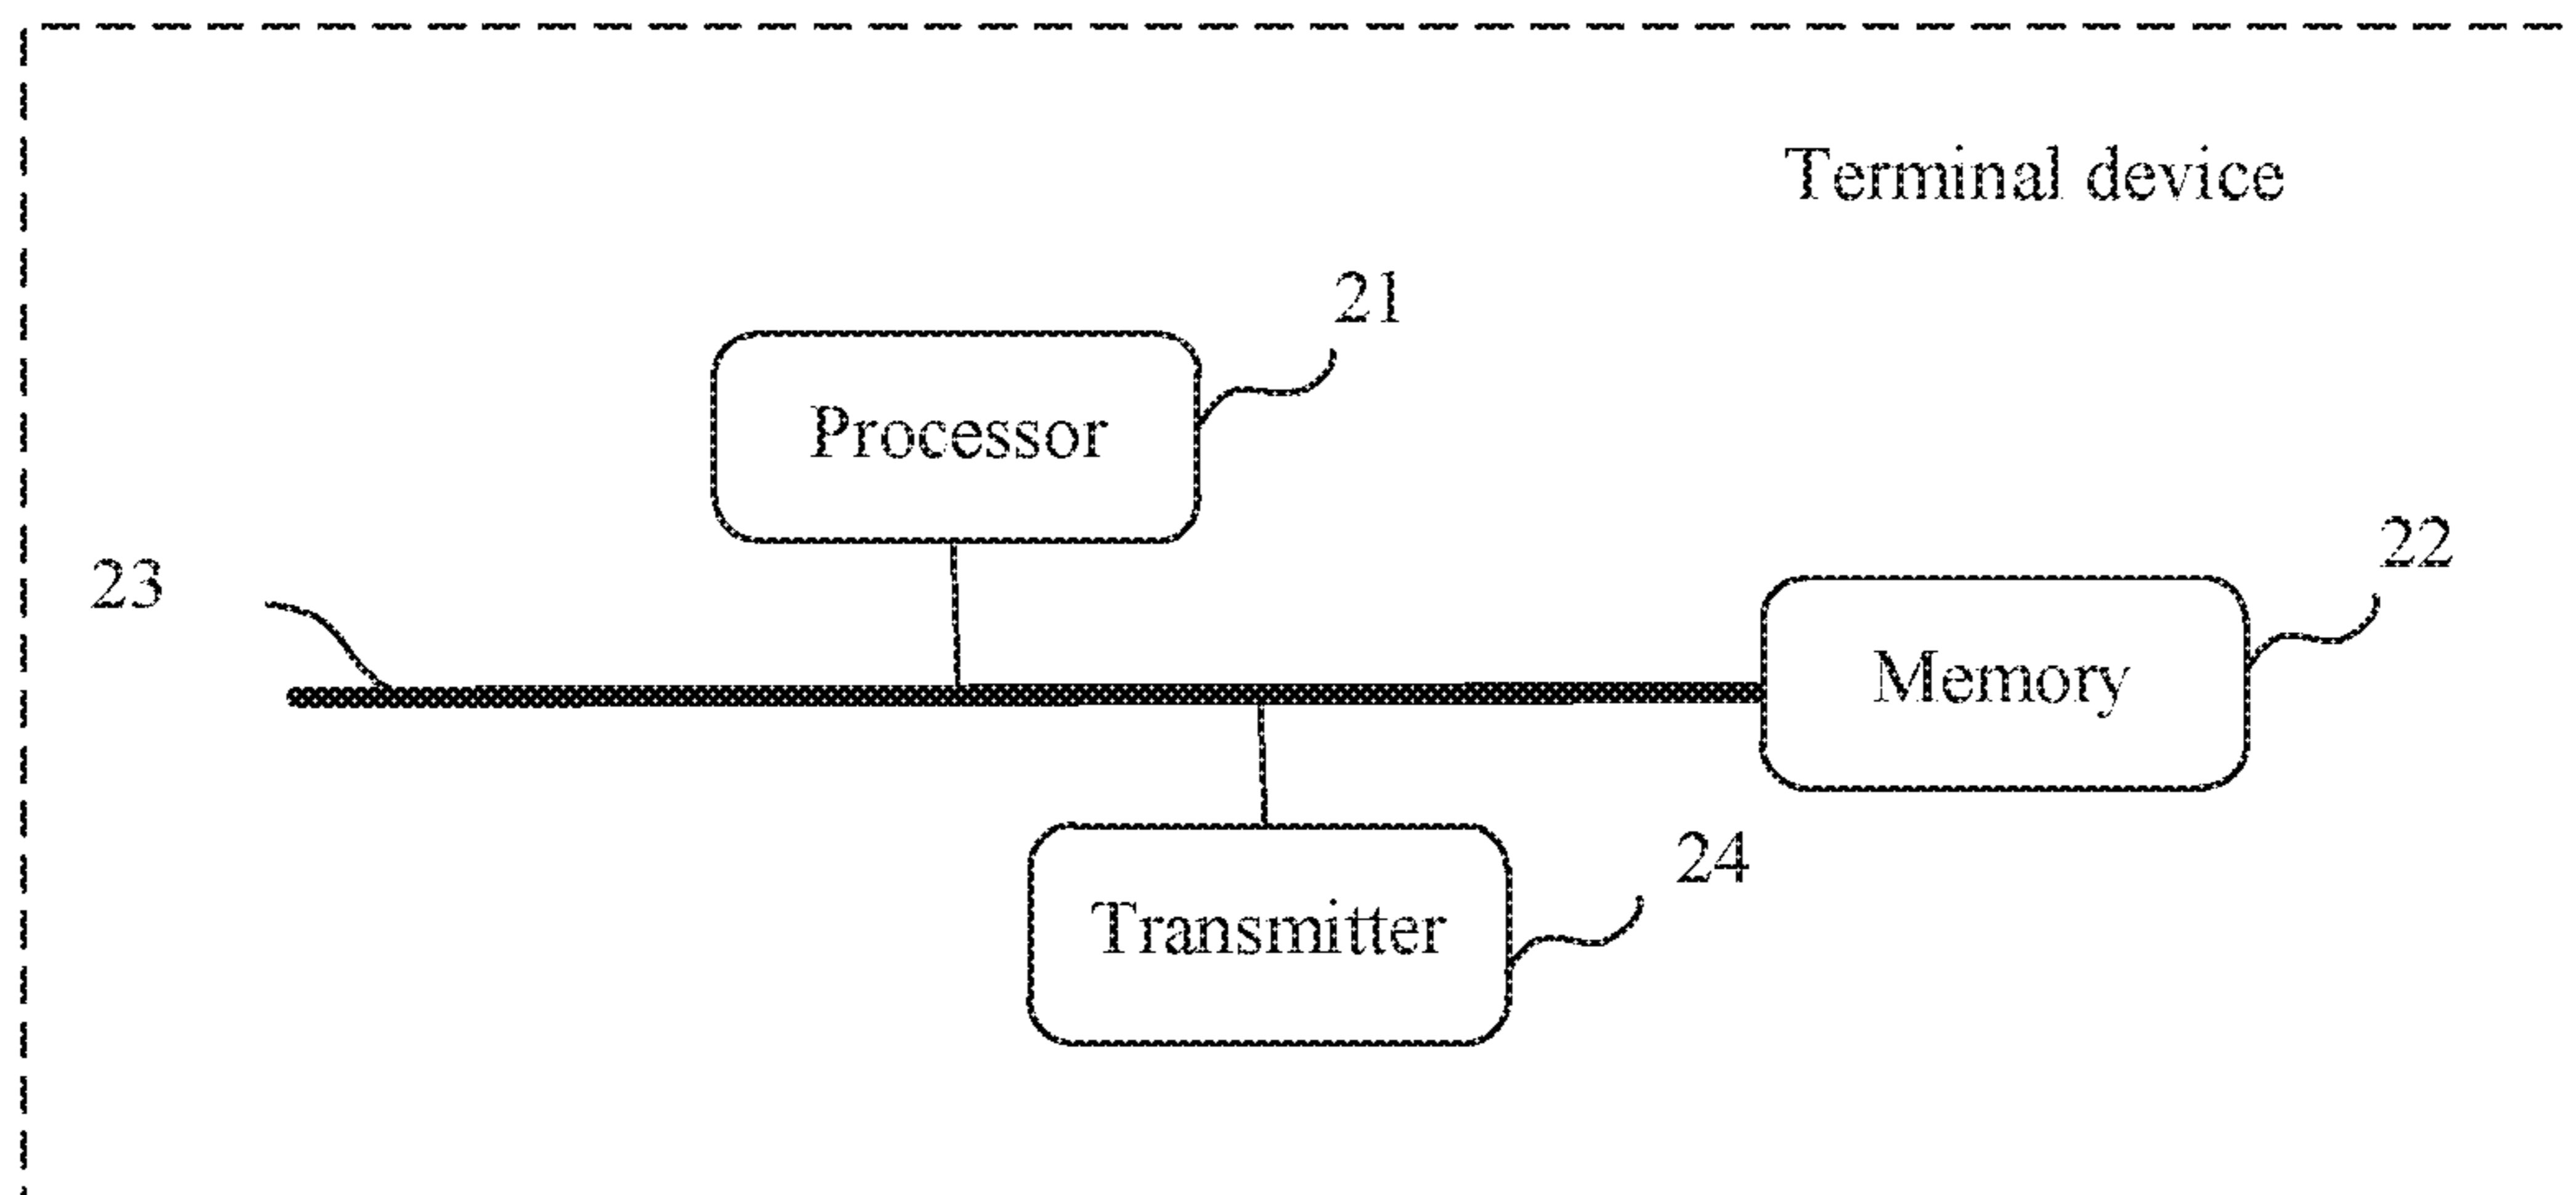 Terminal device
21
Processor
22
23
Memory
24
Transmitter